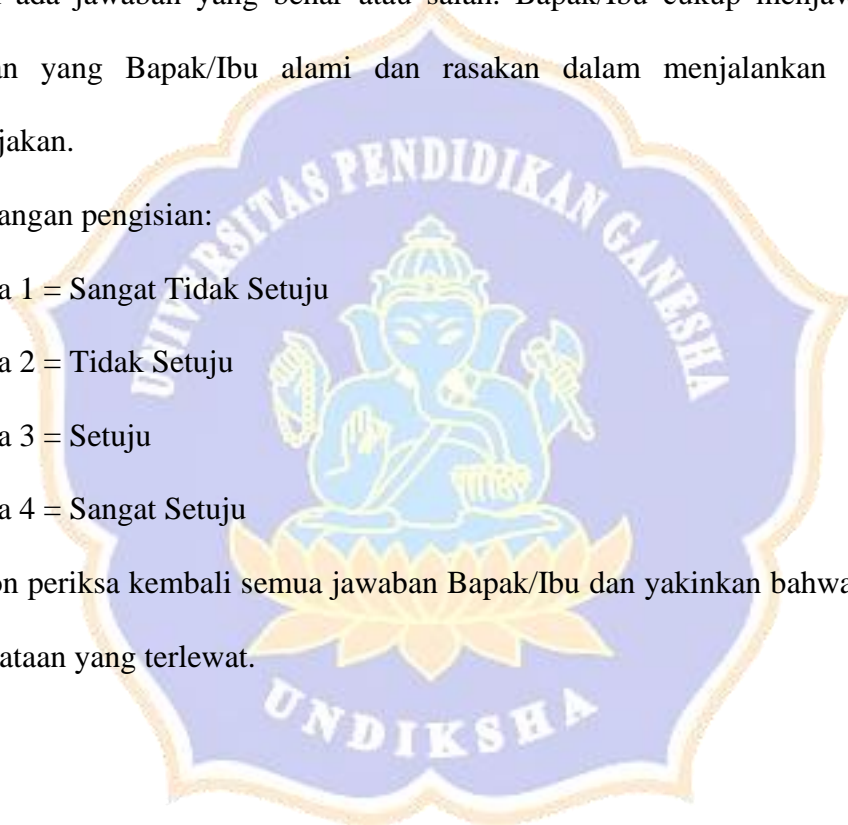 ada jawaban yang benar atau salah. Bapak/Ibu cukup
yang Bapak/Ibu alami dan rasakan dalam menjalankan
jakan.
angan pengisian:
a 1 = Sangat Tidak Setuju
a 2 = Tidak Setuju
a 3 = Setuju
a 4 = Sangat Setuju
on periksa kembali semua jawaban Bapak/Ibu dan yakinkan bahwa
ataan yang terlewat.
UNIVERSITAS PENDIDIKAN GANESHA
UNDIKSHA